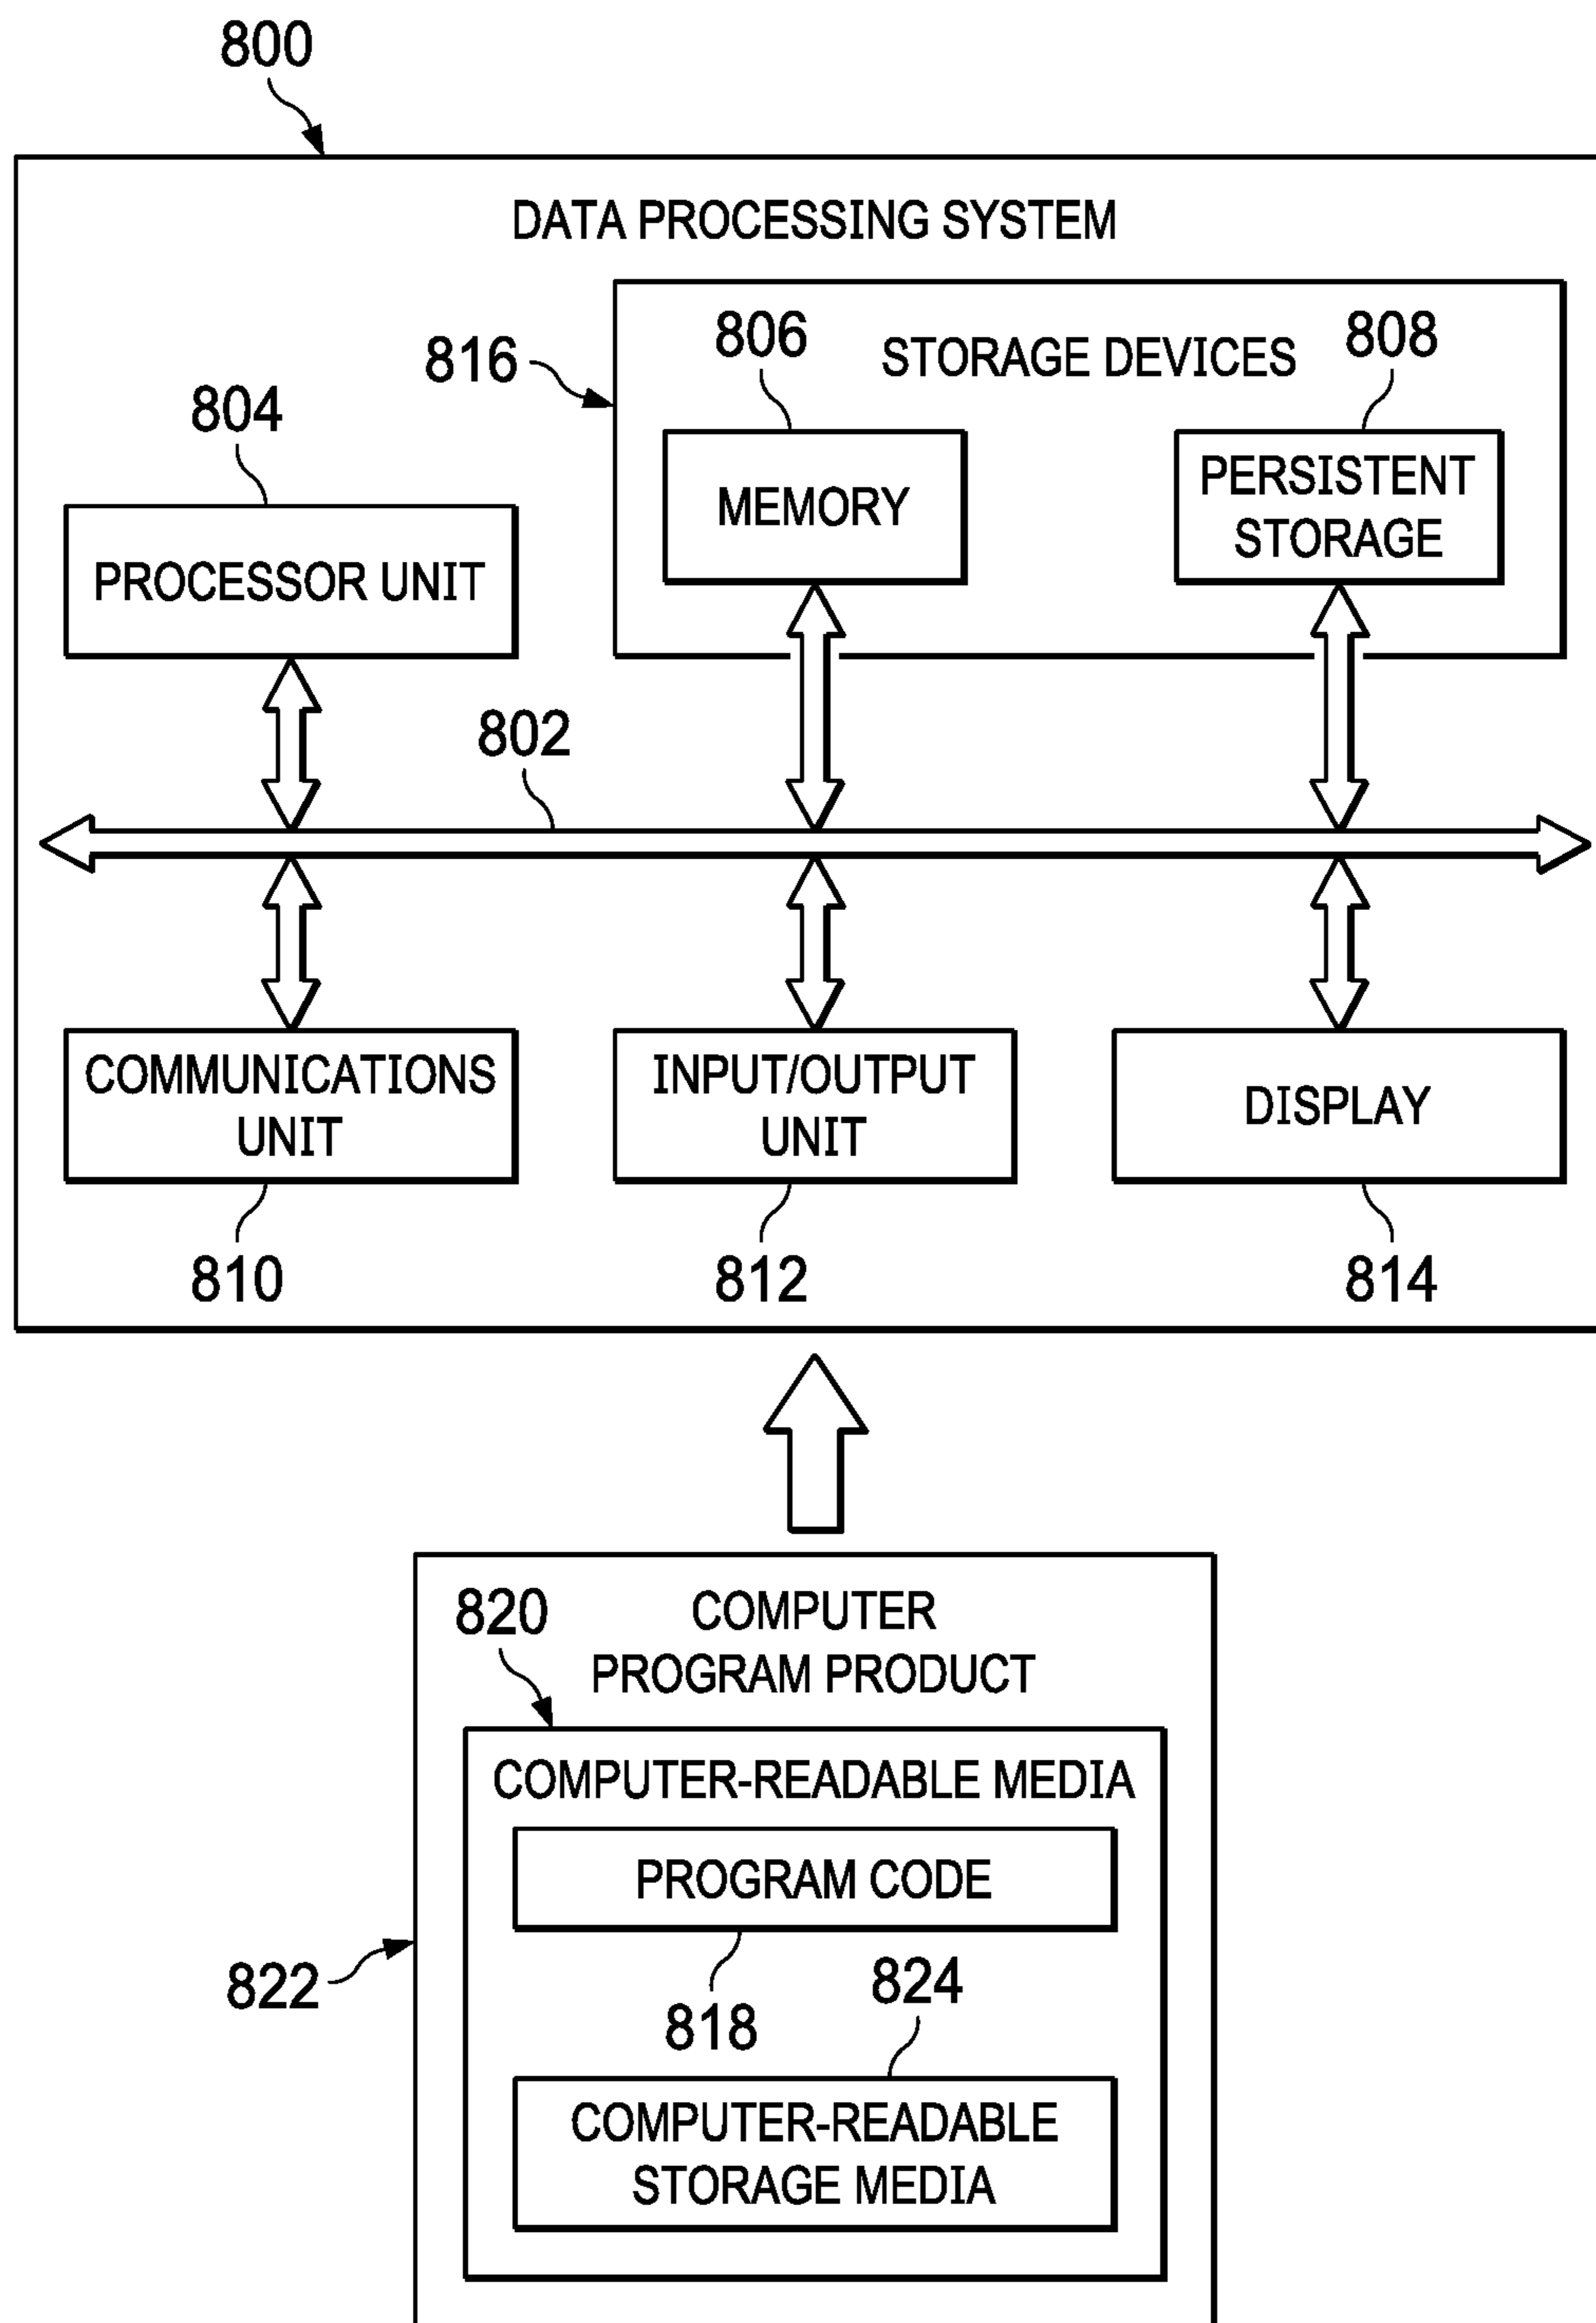 800
DATA PROCESSING SYSTEM
816
806
STORAGE DEVICES
808
804
MEMORY
PERSISTENT
STORAGE
PROCESSOR UNIT
802
COMMUNICATIONS
UNIT
INPUT/OUTPUT
UNIT
DISPLAY
810
812
814
820
COMPUTER
PROGRAM PRODUCT
COMPUTER-READABLE MEDIA
PROGRAM CODE
822
818
824
COMPUTER-READABLE
STORAGE MEDIA